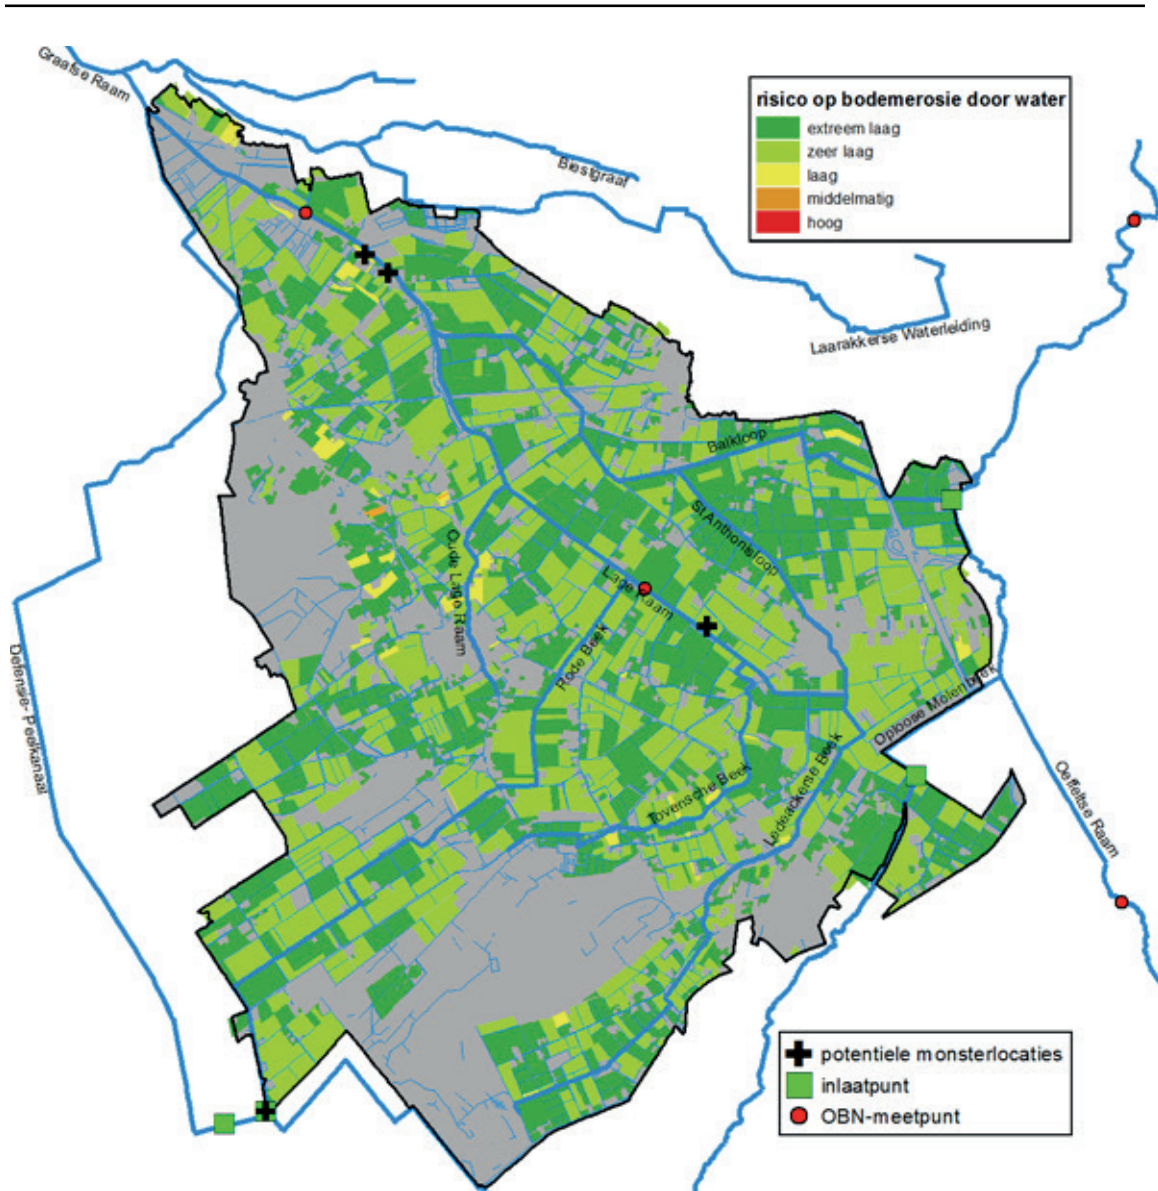 Graafse Raam
risico op bodemerosie door water
extreem laag
zeer laag
laag
middelmatig
hoog
Biestgraaf
Laarakkerse Waterleiding
Balkloop
St Anthonisloop
Oude Lage Raam
Lage Raam
Rode Beek
Defensie- Peelkanaal
Oploose Molenbeek
Oeffeltse Raam
Tovensche Beek
Ledeackerse Beek
potentiele monsterlocaties
inlaatpunt
OBN-meetpunt